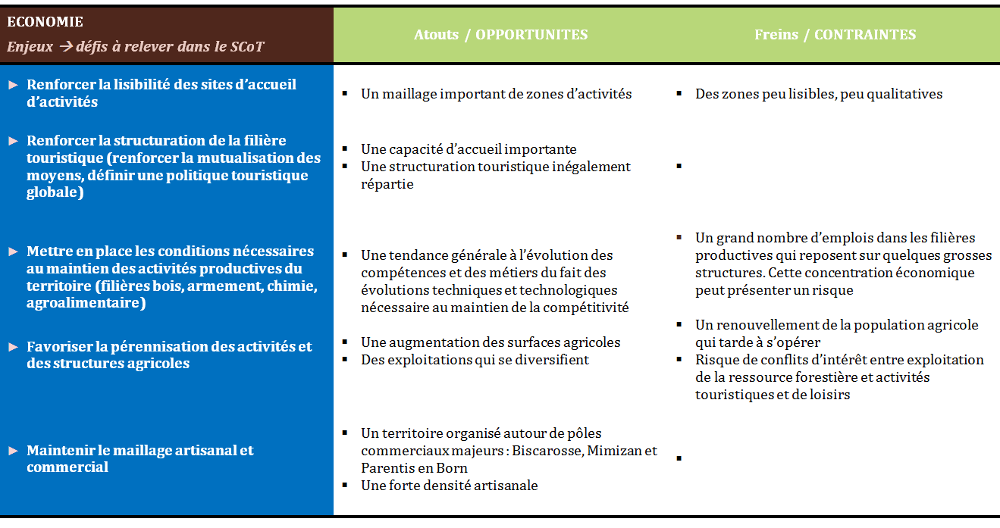 ECONOMIE
Enjeux → défis à relever dans le SCoT
Atouts / OPPORTUNITES
Freins / CONTRAINTES
► Renforcer la lisibilité des sites d'accueil
d'activités
▪ Un maillage important de zones d'activités
▪ Des zones peu lisibles, peu qualitatives
► Renforcer la structuration de la filière
touristique (renforcer la mutualisation des
moyens, définir une politique touristique
globale)
▪ Une capacité d'accueil importante
▪ Une structuration touristique inégalement
répartie
▪
► Mettre en place les conditions nécessaires
au maintien des activités productives du
territoire (filières bois, armement, chimie,
agroalimentaire)
▪ Une tendance générale à l'évolution des
compétences et des métiers du fait des
évolutions techniques et technologiques
nécessaire au maintien de la compétitivité
▪ Un grand nombre d'emplois dans les filières
productives qui reposent sur quelques grosses
structures. Cette concentration économique
peut présenter un risque
► Favoriser la pérennisation des activités et
des structures agricoles
▪ Une augmentation des surfaces agricoles
▪ Des exploitations qui se diversifient
▪ Un renouvellement de la population agricole
qui tarde à s'opérer
▪ Risque de conflits d'intérêt entre exploitation
de la ressource forestière et activités
touristiques et de loisirs
► Maintenir le maillage artisanal et
commercial
▪ Un territoire organisé autour de pôles
commerciaux majeurs : Biscarosse, Mimizan et
Parentis en Born
▪ Une forte densité artisanale
▪